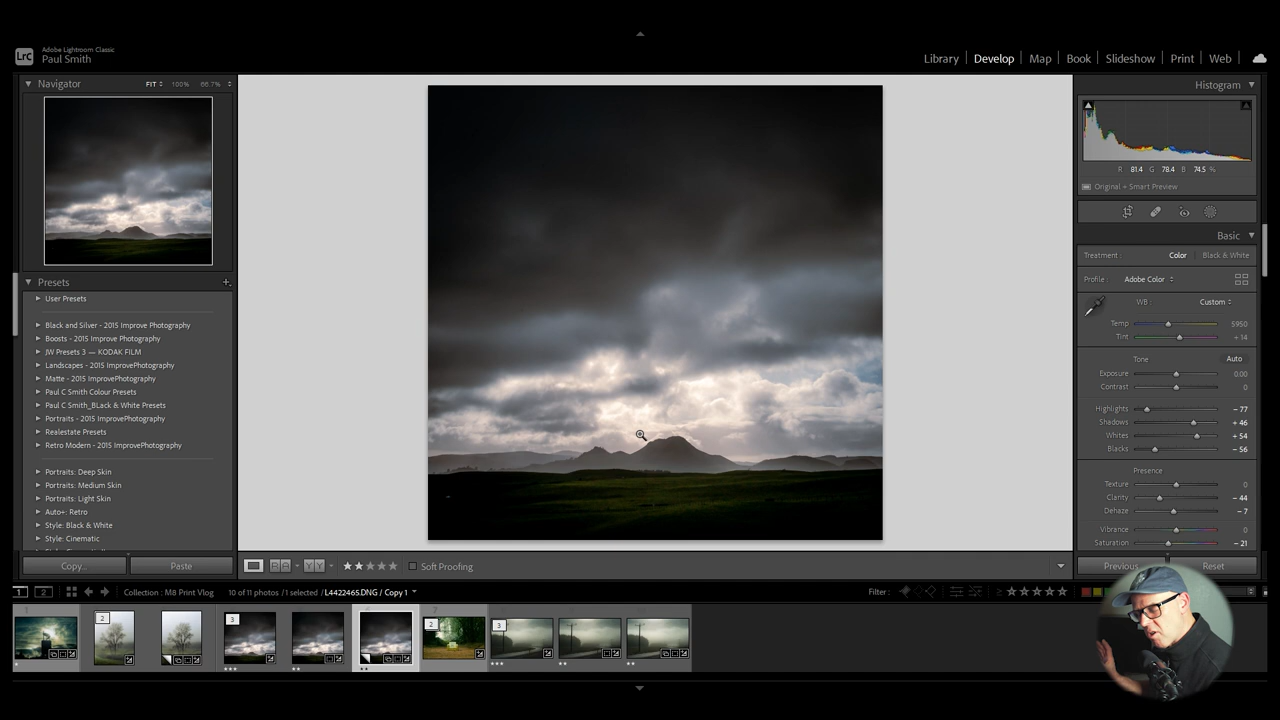 Lrc
Adobe Lightroom Classic
Paul Smith
Library
Develop
Map
Book
Slideshow
Print
Web
Navigator
FIT
100%
66.7%
Presets
User Presets
Black and Silver - 2015 Improve Photography
Boosts - 2015 Improve Photography
JW Presets 3 — KODAK FILM
Landscapes - 2015 ImprovePhotography
Matte - 2015 ImprovePhotography
Paul C Smith Colour Presets
Paul C Smith_BLack & White Presets
Portraits - 2015 ImprovePhotography
Realestate Presets
Retro Modern - 2015 ImprovePhotography
Portraits: Deep Skin
Portraits: Medium Skin
Portraits: Light Skin
Auto+: Retro
Style: Black & White
Style: Cinematic
Copy...
Paste
Soft Proofing
Histogram
R 81.4 G 78.4 B 74.5 %
Original + Smart Preview
Basic
Treatment : Color Black & White
Profile : Adobe Color
WB : Custom
Temp 5950
Tint + 14
Tone Auto
Exposure 0.00
Contrast 0
Highlights – 77
Shadows + 46
Whites + 54
Blacks – 56
Presence
Texture 0
Clarity – 44
Dehaze – 7
Vibrance 0
Saturation – 21
Previous
Reset
1 2
Collection : M8 Print Vlog
10 of 11 photos / 1 selected / L4422465.DNG / Copy 1
Filter :
2
3
2
3